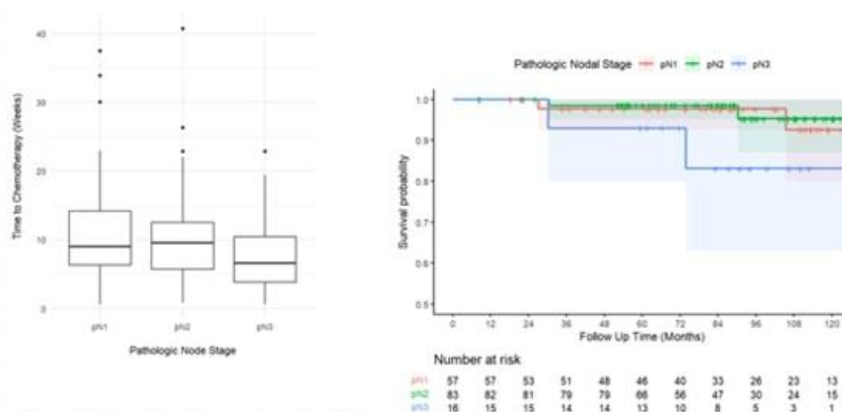 Time to Chemotherapy (Weeks)
40
30
20
10
0
pN1 pN2 pN3
Pathologic Node Stage
Pathologic Nodal Stage pN1 pN2 pN3
Survival probability
1.0
0.9
0.8
0.7
0.6
0.5
0 12 24 36 48 60 72 84 96 108 120
Follow Up Time (Months)
Number at risk
pN1 57 57 53 51 48 46 40 33 26 23 13
pN2 83 82 81 79 79 66 56 47 30 24 15
pN3 16 15 15 14 14 13 10 8 5 3 1